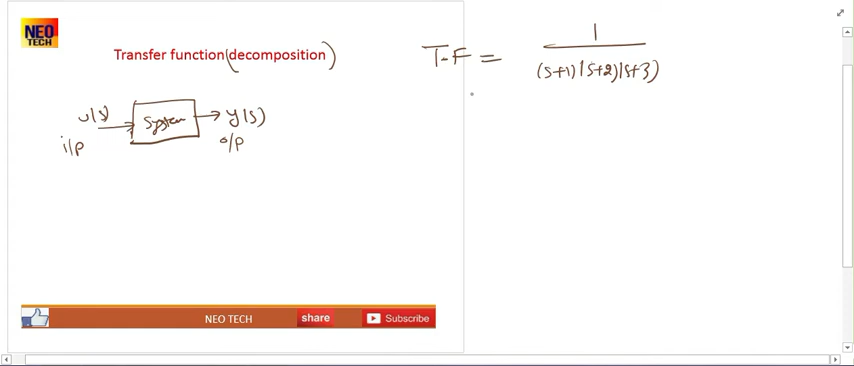 NEO
TECH
Transfer function(decomposition)
u(s)
i/p
System
y(s)
o/p
T-F = 1
(s+1)(s+2)(s+3)
NEO TECH
share
Subscribe